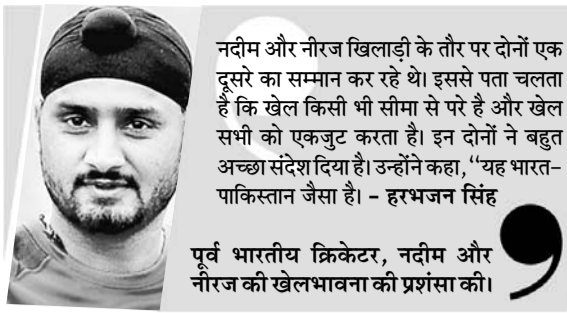 नदीम और नीरज खिलाड़ी के तौर पर दोनों एक
दूसरे का सम्मान कर रहे थे। इससे पता चलता
है कि खेल किसी भी सीमा से परे है और खेल
सभी को एकजुट करता है। इन दोनों ने बहुत
अच्छा संदेश दिया है। उन्होंने कहा, ‘‘यह भारत-
पाकिस्तान जैसा है। - हरभजन सिंह
पूर्व भारतीय क्रिकेटर, नदीम और
नीरज की खेलभावना की प्रशंसा की।